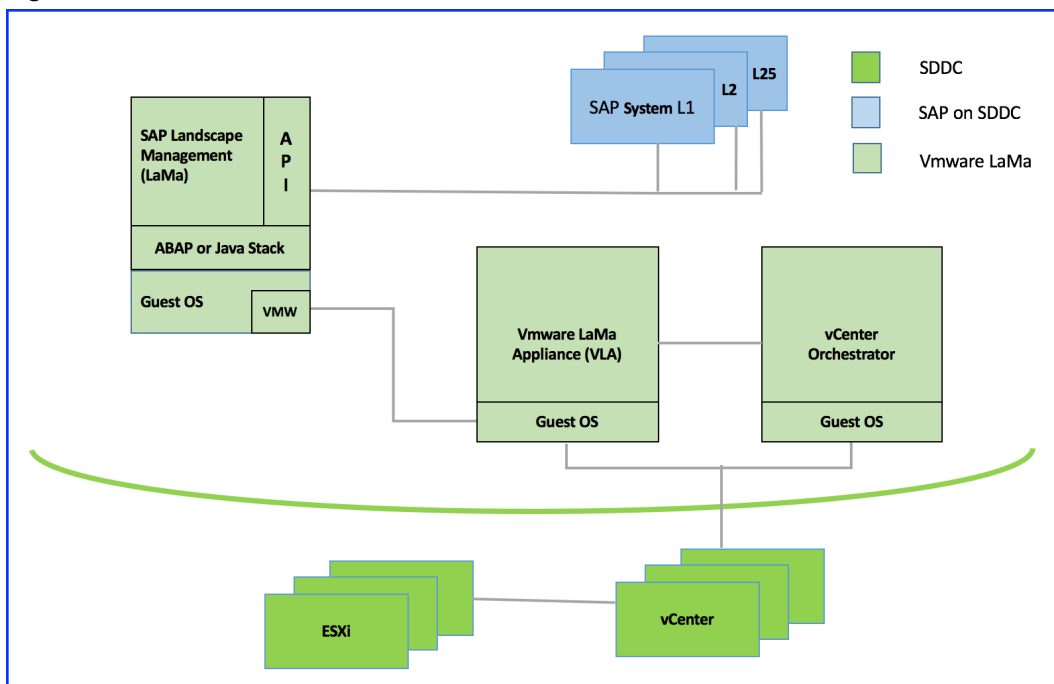 SAP System L1
L2
L25
SDDC
SAP on SDDC
Vmware LaMa
SAP Landscape
Management
(LaMa)
A
P
I
ABAP or Java Stack
Guest OS
VMW
Vmware LaMa
Appliance (VLA)
Guest OS
vCenter
Orchestrator
Guest OS
ESXi
vCenter